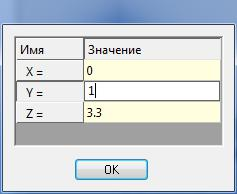 Имя Значение
X = 0
Y = 1
Z = 3.3
OK